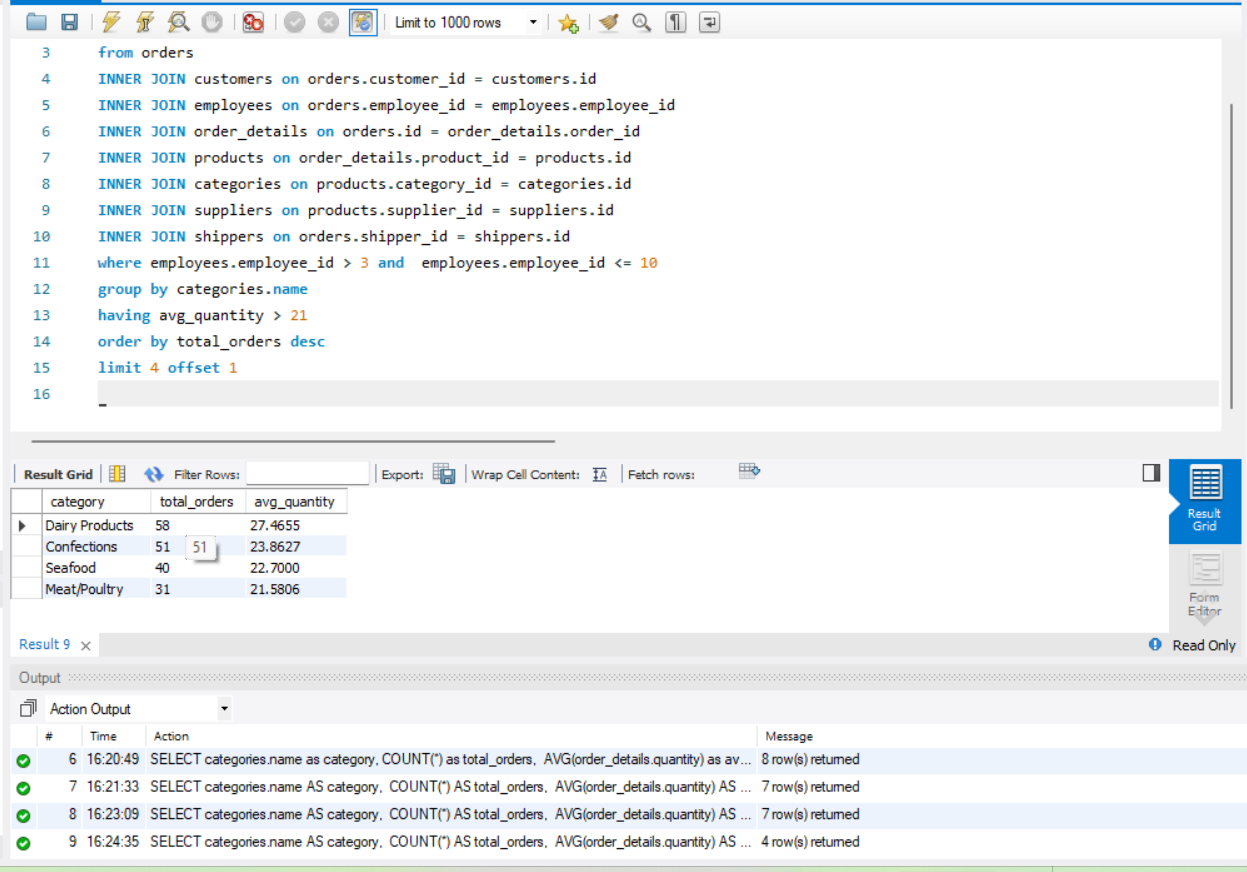 Limit to 1000 rows
3 from orders
4 INNER JOIN customers on orders.customer_id = customers.id
5 INNER JOIN employees on orders.employee_id = employees.employee_id
6 INNER JOIN order_details on orders.id = order_details.order_id
7 INNER JOIN products on order_details.product_id = products.id
8 INNER JOIN categories on products.category_id = categories.id
9 INNER JOIN suppliers on products.supplier_id = suppliers.id
10 INNER JOIN shippers on orders.shipper_id = shippers.id
11 where employees.employee_id > 3 and  employees.employee_id <= 10
12 group by categories.name
13 having avg_quantity > 21
14 order by total_orders desc
15 limit 4 offset 1
16
Result Grid Filter Rows: Export: Wrap Cell Content: IA Fetch rows:
category total_orders avg_quantity
Dairy Products 58 27.4655
Confections 51 51 23.8627
Seafood 40 22.7000
Meat/Poultry 31 21.5806
Result Grid
Form Editor
Result 9 Read Only
Output
Action Output
# Time Action Message
6 16:20:49 SELECT categories.name as category, COUNT(*) as total_orders,  AVG(order_details.quantity) as av... 8 row(s) returned
7 16:21:33 SELECT categories.name AS category,  COUNT(*) AS total_orders,  AVG(order_details.quantity) AS ... 7 row(s) returned
8 16:23:09 SELECT categories.name AS category,  COUNT(*) AS total_orders,  AVG(order_details.quantity) AS ... 7 row(s) returned
9 16:24:35 SELECT categories.name AS category,  COUNT(*) AS total_orders,  AVG(order_details.quantity) AS ... 4 row(s) returned